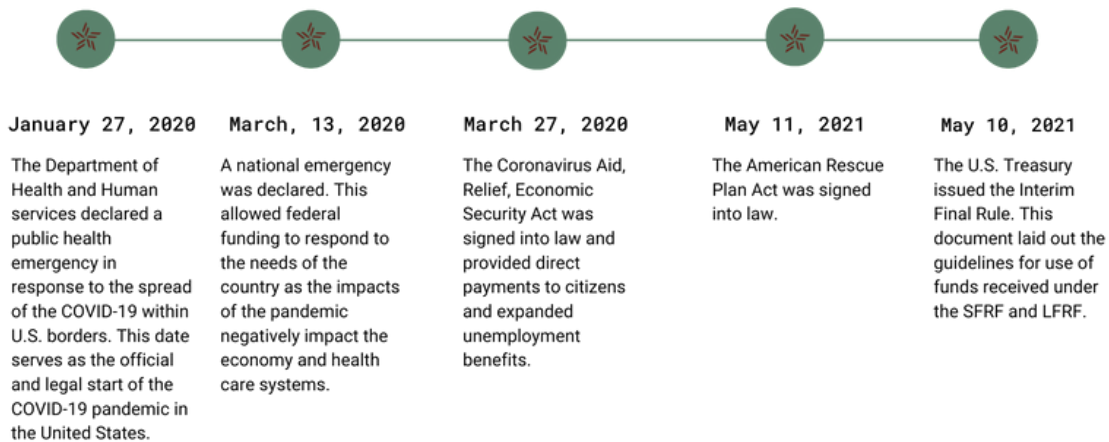 January 27, 2020
The Department of
Health and Human
services declared a
public health
emergency in
response to the spread
of the COVID-19 within
U.S. borders. This date
serves as the official
and legal start of the
COVID-19 pandemic in
the United States.
March, 13, 2020
A national emergency
was declared. This
allowed federal
funding to respond to
the needs of the
country as the impacts
of the pandemic
negatively impact the
economy and health
care systems.
March 27, 2020
The Coronavirus Aid,
Relief, Economic
Security Act was
signed into law and
provided direct
payments to citizens
and expanded
unemployment
benefits.
May 11, 2021
The American Rescue
Plan Act was signed
into law.
May 10, 2021
The U.S. Treasury
issued the Interim
Final Rule. This
document laid out the
guidelines for use of
funds received under
the SFRF and LFRF.